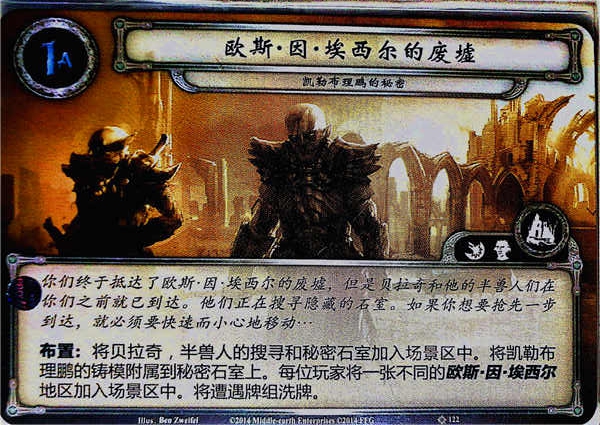 1A
欧斯·因·埃西尔的废墟
凯勒布理鹏的秘密
你们终于抵达了欧斯·因·埃西尔的废墟，但是贝拉奇和他的半兽人们在
你们之前就已到达。他们正在搜寻隐藏的石室。如果你想要抢先一步
到达，就必须要快速而小心地移动…
布置：将贝拉奇，半兽人的搜寻和秘密石室加入场景区中。将凯勒布
理鹏的铸模附属到秘密石室上。每位玩家将一张不同的欧斯·因·埃西尔
地区加入场景区中。将遭遇牌组洗牌。
Illus. Ben Zweifel ©2014 Middle-earth Enterprises ©2014 FFG 122